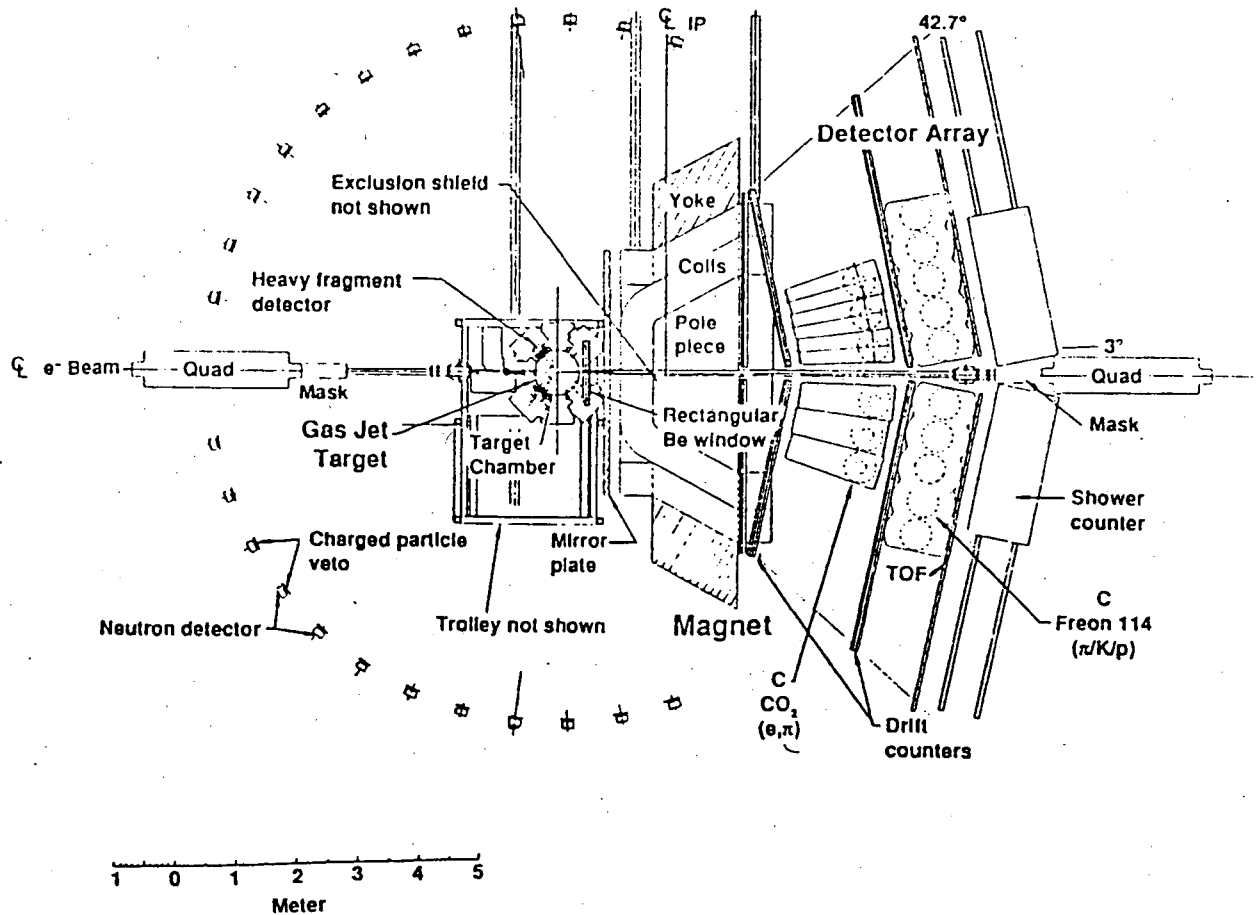 ℄ IP
42.7°
Detector Array
Exclusion shield
not shown
Yoke
Coils
Heavy fragment
detector
Pole
piece
3°
℄ e⁻ Beam
Quad
Quad
Mask
Mask
Gas Jet
Target
Target
Chamber
Rectangular
Be window
Shower
counter
Charged particle
veto
Mirror
plate
TOF
C
Freon 114
(π/K/p)
Neutron detector
Trolley not shown
Magnet
C
CO₂
(e,π)
Drift
counters
1 0 1 2 3 4 5
Meter